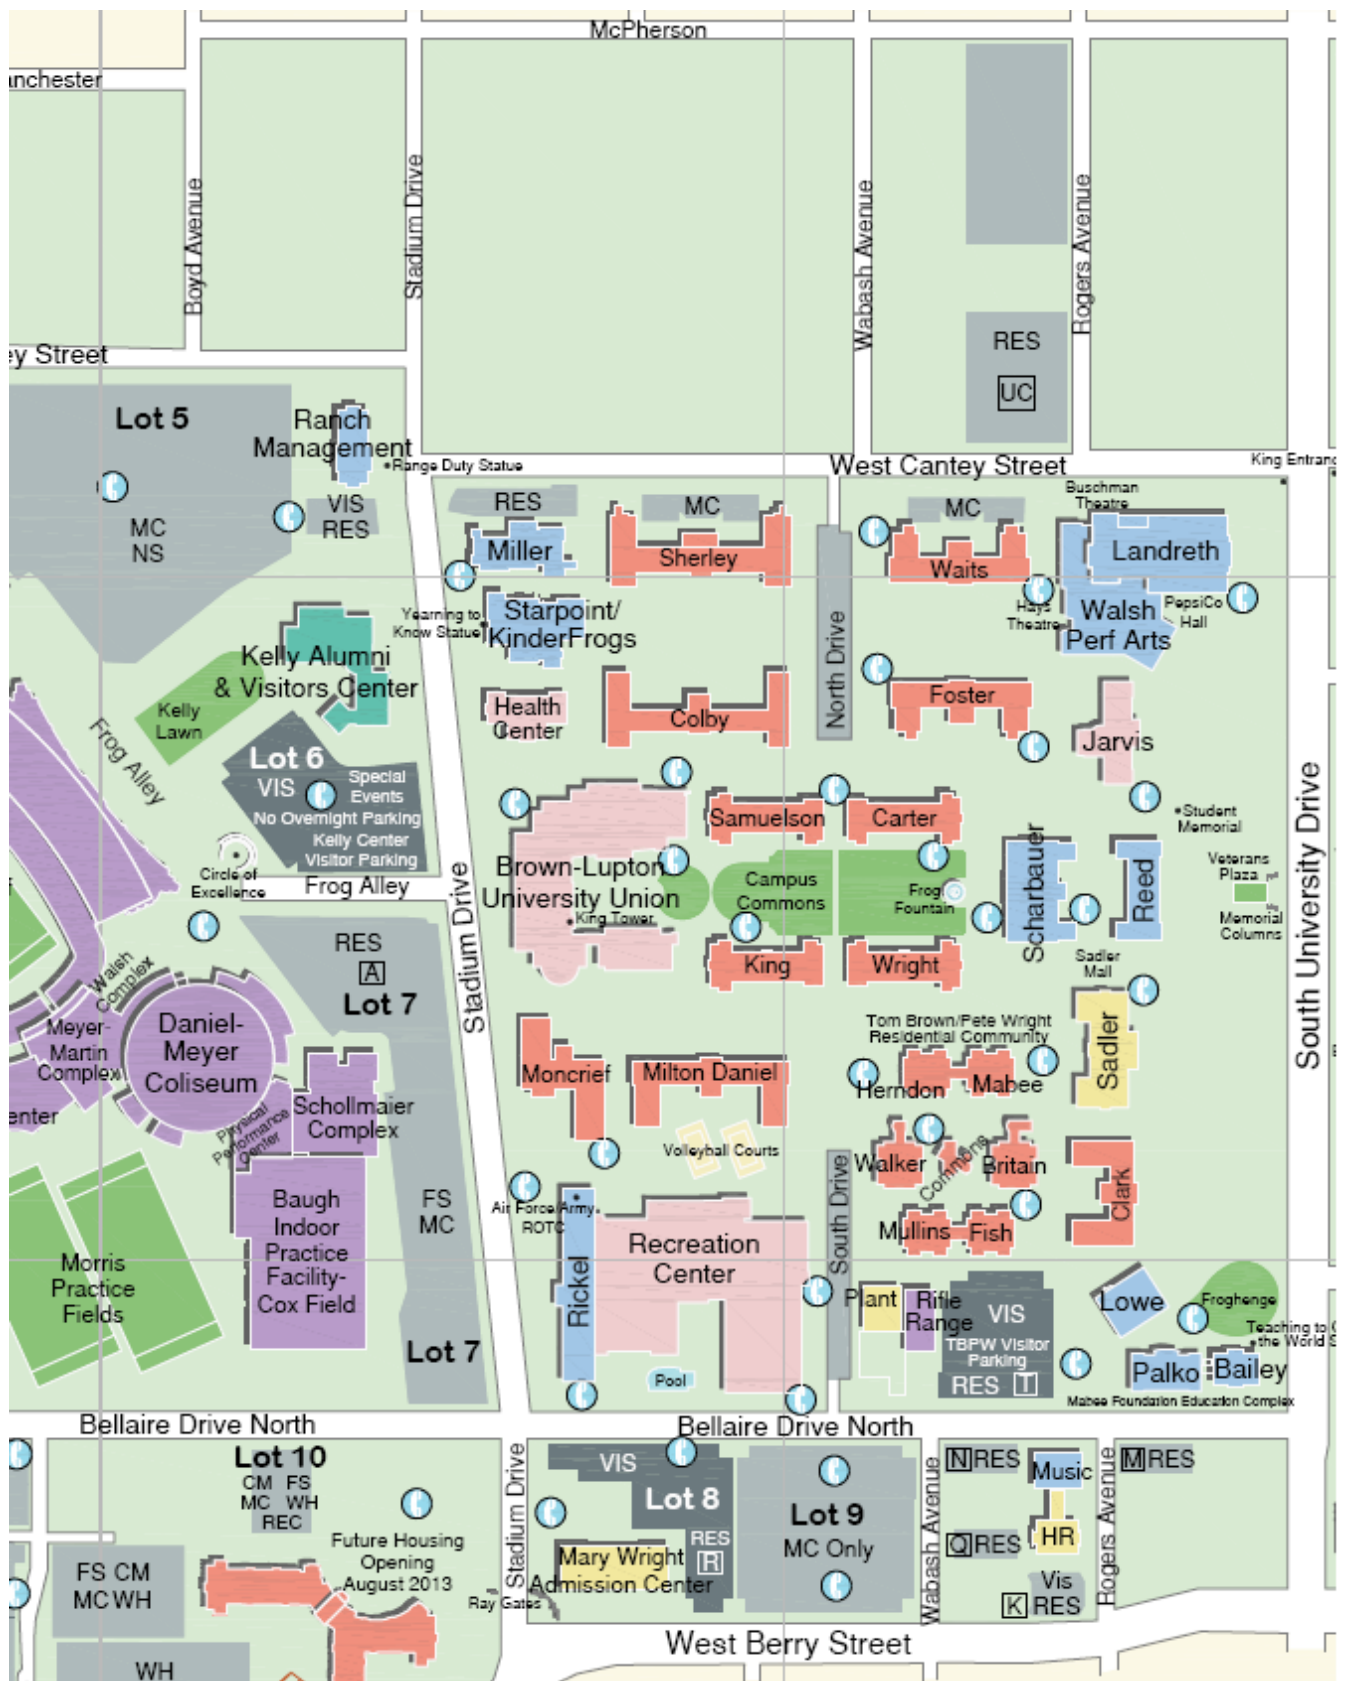 McPherson
anchester
Boyd Avenue
Stadium Drive
Wabash Avenue
Rogers Avenue
RES
UC
ey Street
Lot 5
MC
NS
Ranch
Management
Range Duty Statue
VIS
RES
West Cantey Street
King Entranc
RES
MC
MC
Buschman
Theatre
Miller
Sherley
Waits
Landreth
Yearning to
Know Statue
Starpoint/
KinderFrogs
Hays
Theatre
Walsh
Perf Arts
PepsiCo
Hall
Kelly Alumni
& Visitors Center
Kelly
Lawn
Frog Alley
Health
Center
Colby
North Drive
Foster
Jarvis
Lot 6
VIS
Special
Events
No Overnight Parking
Kelly Center
Visitor Parking
Samuelson
Carter
Student
Memorial
South University Drive
Circle of
Excellence
Frog Alley
Stadium Drive
Brown-Lupton
University Union
King Tower
Campus
Commons
Frog
Fountain
Scharbauer
Reed
Veterans
Plaza
Memorial
Columns
RES
A
Lot 7
King
Wright
Sadler
Mall
Walsh
Complex
Meyer-
Martin
Complex
enter
Daniel-
Meyer
Coliseum
Physical
Performance
Center
Schollmaier
Complex
Moncrief
Milton Daniel
Tom Brown/Pete Wright
Residential Community
Herndon
Mabee
Sadler
Volleyball Courts
Walker
Commons
Britain
Clark
Baugh
Indoor
Practice
Facility-
Cox Field
FS
MC
Lot 7
Air Force/Army
ROTC
Rickel
Recreation
Center
Pool
South Drive
Mullins
Fish
Morris
Practice
Fields
Plant
Rifle
Range
VIS
TBPW Visitor
Parking
RES T
Lowe
Froghenge
Teaching to
the World S
Palko
Bailey
Mabee Foundation Education Complex
Bellaire Drive North
Bellaire Drive North
Lot 10
CM FS
MC WH
REC
Stadium Drive
VIS
Lot 8
RES
R
Lot 9
MC Only
Wabash Avenue
N RES
Music
Rogers Avenue
M RES
Q RES
HR
Vis
K RES
Future Housing
Opening
August 2013
Mary Wright
Admission Center
Ray Gates
FS CM
MC WH
WH
West Berry Street